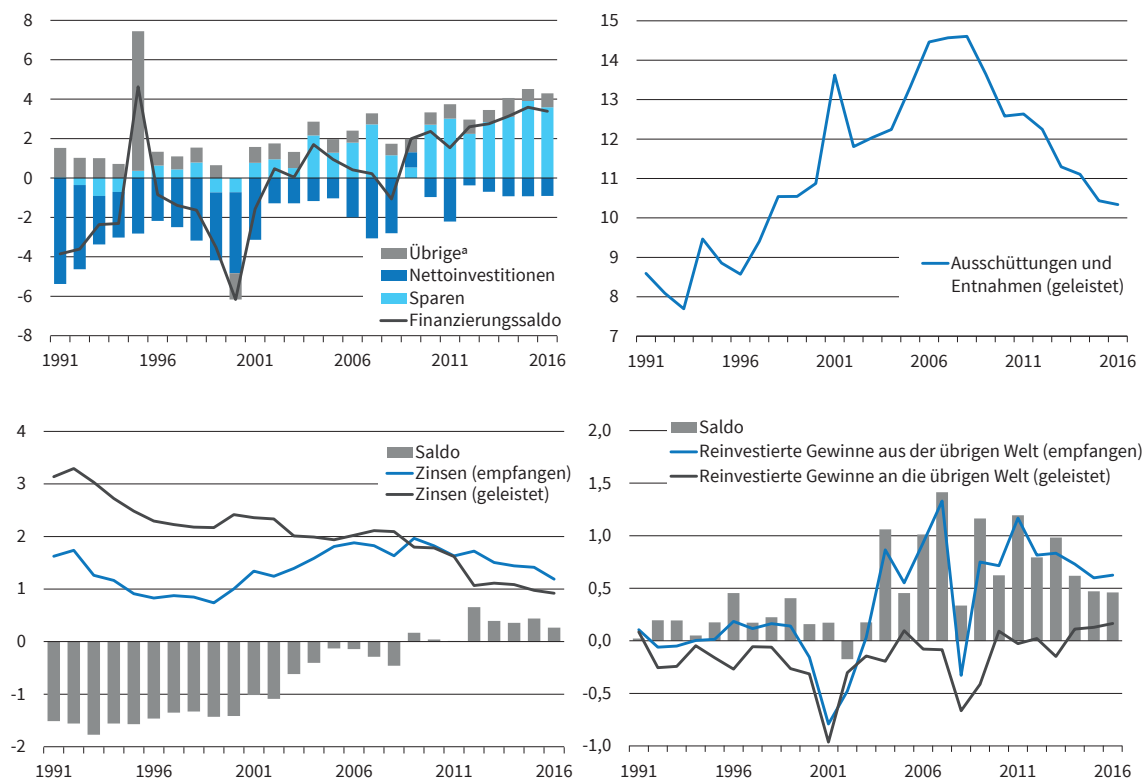 8
6
4
2
0
-2
-4
-6
-8
Übrigeᵃ
Nettoinvestitionen
Sparen
Finanzierungssaldo
1991 1996 2001 2006 2011 2016
15
14
13
12
11
10
9
8
7
Ausschüttungen und
Entnahmen (geleistet)
1991 1996 2001 2006 2011 2016
4
3
2
1
0
-1
-2
Saldo
Zinsen (empfangen)
Zinsen (geleistet)
1991 1996 2001 2006 2011 2016
2,0
1,5
1,0
0,5
0,0
-0,5
-1,0
Saldo
Reinvestierte Gewinne aus der übrigen Welt (empfangen)
Reinvestierte Gewinne an die übrigen Welt (geleistet)
1991 1996 2001 2006 2011 2016